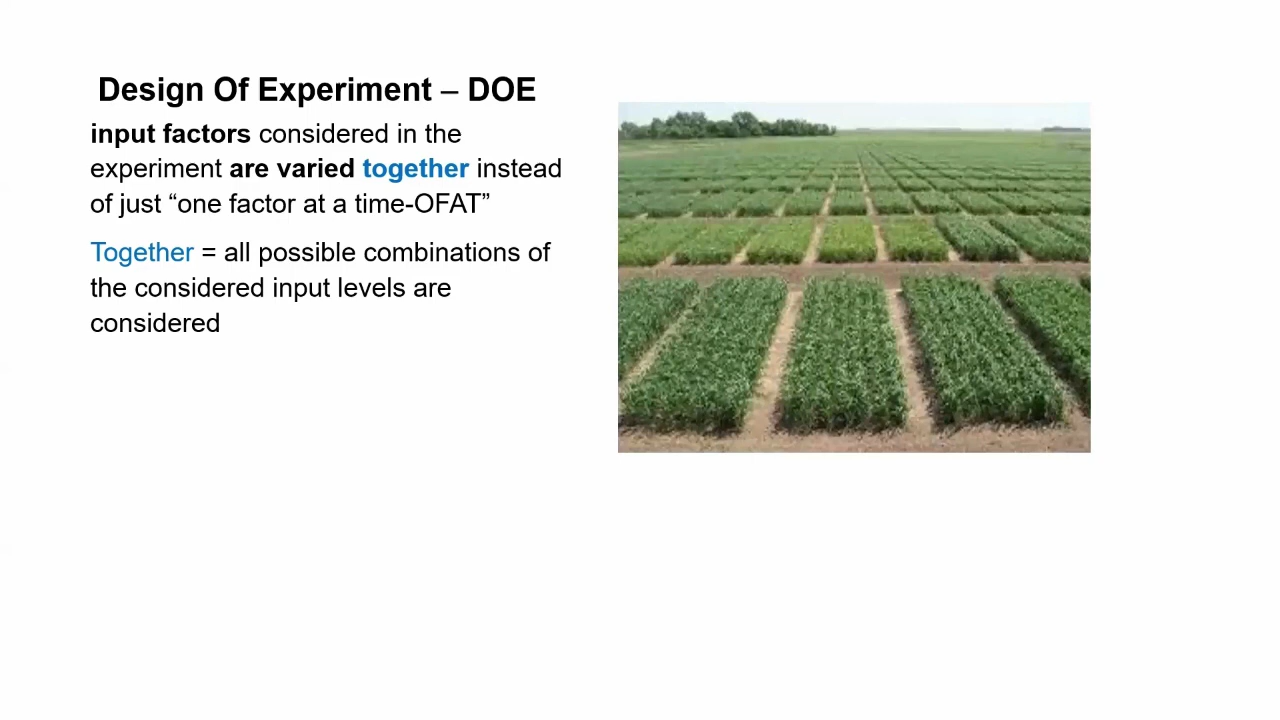 Design Of Experiment – DOE
input factors considered in the
experiment are varied together instead
of just “one factor at a time-OFAT”
Together = all possible combinations of
the considered input levels are
considered